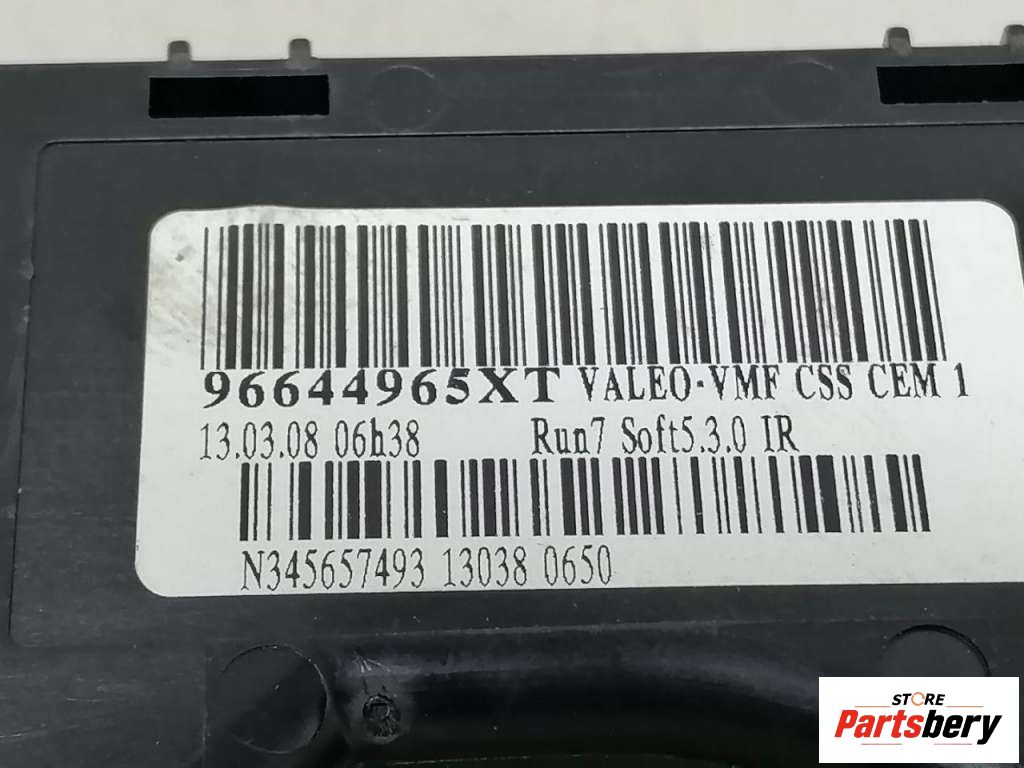 96644965XT VALEO-VMF CSS CEM 1
13.03.08 06h38 Run7 Soft5.3.0 IR
N345657493 13038 0650
STORE
Partsbery